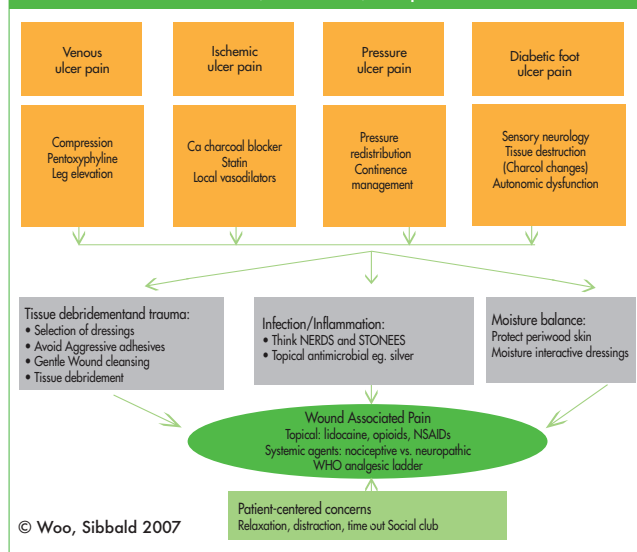 Venous
ulcer pain
Ischemic
ulcer pain
Pressure
ulcer pain
Diabetic foot
ulcer pain
Compression
Pentoxyphyline
Leg elevation
Ca charcoal blocker
Statin
Local vasodilators
Pressure
redistribution
Continence
management
Sensory neurology
Tissue destruction
(Charcol changes)
Autonomic dysfunction
Tissue debridementand trauma:
• Selection of dressings
• Avoid Aggressive adhesives
• Gentle Wound cleansing
• Tissue debridement
Infection/Inflammation:
• Think NERDS and STONEES
• Topical antimicrobial eg. silver
Moisture balance:
Protect periwood skin
Moisture interactive dressings
Wound Associated Pain
Topical: lidocaine, opioids, NSAIDs
Systemic agents: nociceptive vs. neuropathic
WHO analgesic ladder
Patient-centered concerns
Relaxation, distraction, time out Social club
© Woo, Sibbald 2007